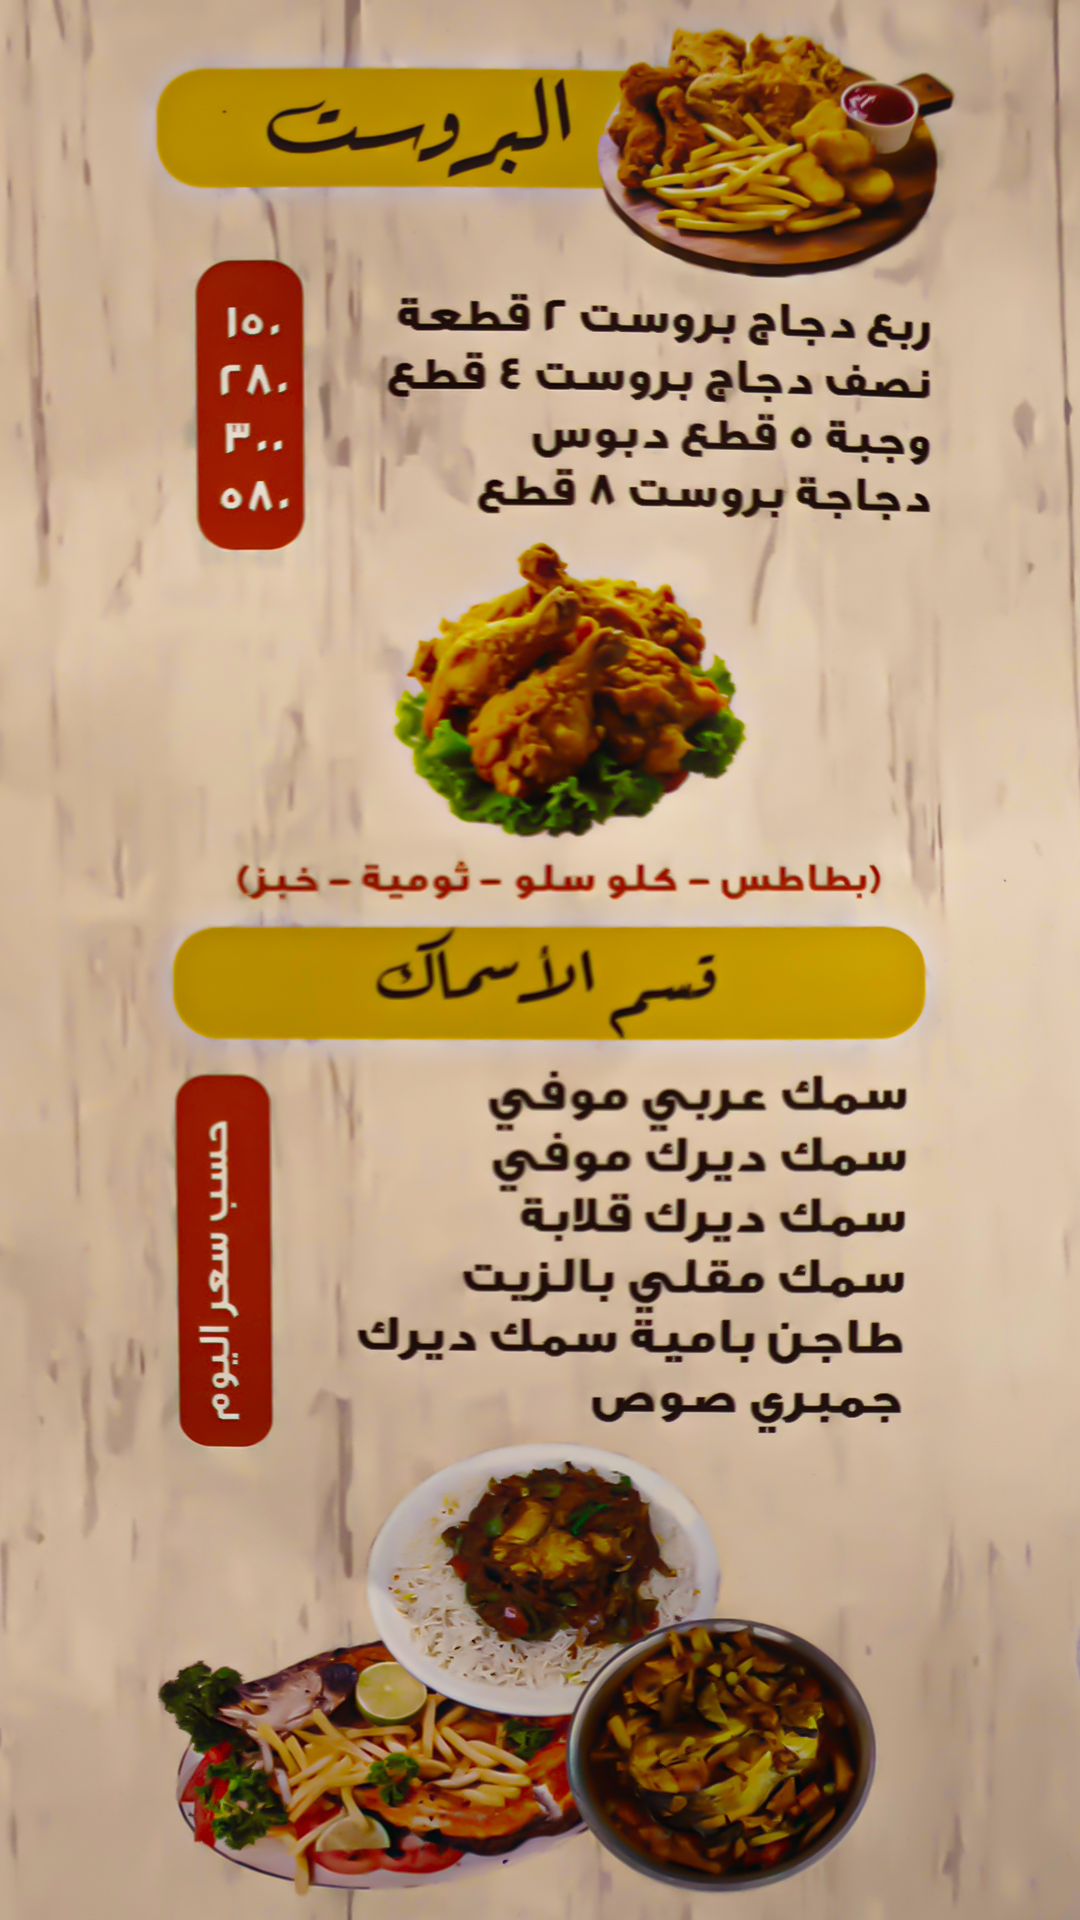 البروست
ربع دجاج بروست ٢ قطعة ١٥٠
نصف دجاج بروست ٤ قطع ٢٨٠
وجبة ٥ قطع دبوس ٣٠٠
دجاجة بروست ٨ قطع ٥٨٠
(بطاطس - كلو سلو - ثومية - خبز)
قسم الأسماك
سمك عربي موفي
سمك ديرك موفي
سمك ديرك قلابة
سمك مقلي بالزيت
طاجن بامية سمك ديرك
جمبري صوص
حسب سعر اليوم